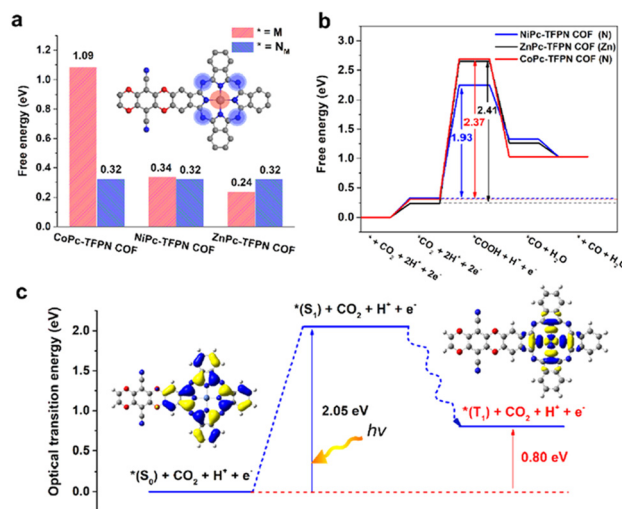 a
* = M
* = N_M
Free energy (eV)
1.2
1.0
0.8
0.6
0.4
0.2
0.0
1.09
0.32
0.34
0.32
0.24
0.32
CoPc-TFPN COF
NiPc-TFPN COF
ZnPc-TFPN COF
b
NiPc-TFPN COF (N)
ZnPc-TFPN COF (Zn)
CoPc-TFPN COF (N)
Free energy (eV)
3.0
2.5
2.0
1.5
1.0
0.5
0.0
2.41
2.37
1.93
* + CO₂ + 2H⁺ + 2e⁻
*CO₂ + 2H⁺ + 2e⁻
*COOH + H⁺ + e⁻
*CO + H₂O
* + CO + H₂O
c
Optical transition energy (eV)
2.0
1.5
1.0
0.5
0.0
*(S₁) + CO₂ + H⁺ + e⁻
2.05 eV
hv
*(S₀) + CO₂ + H⁺ + e⁻
*(T₁) + CO₂ + H⁺ + e⁻
0.80 eV